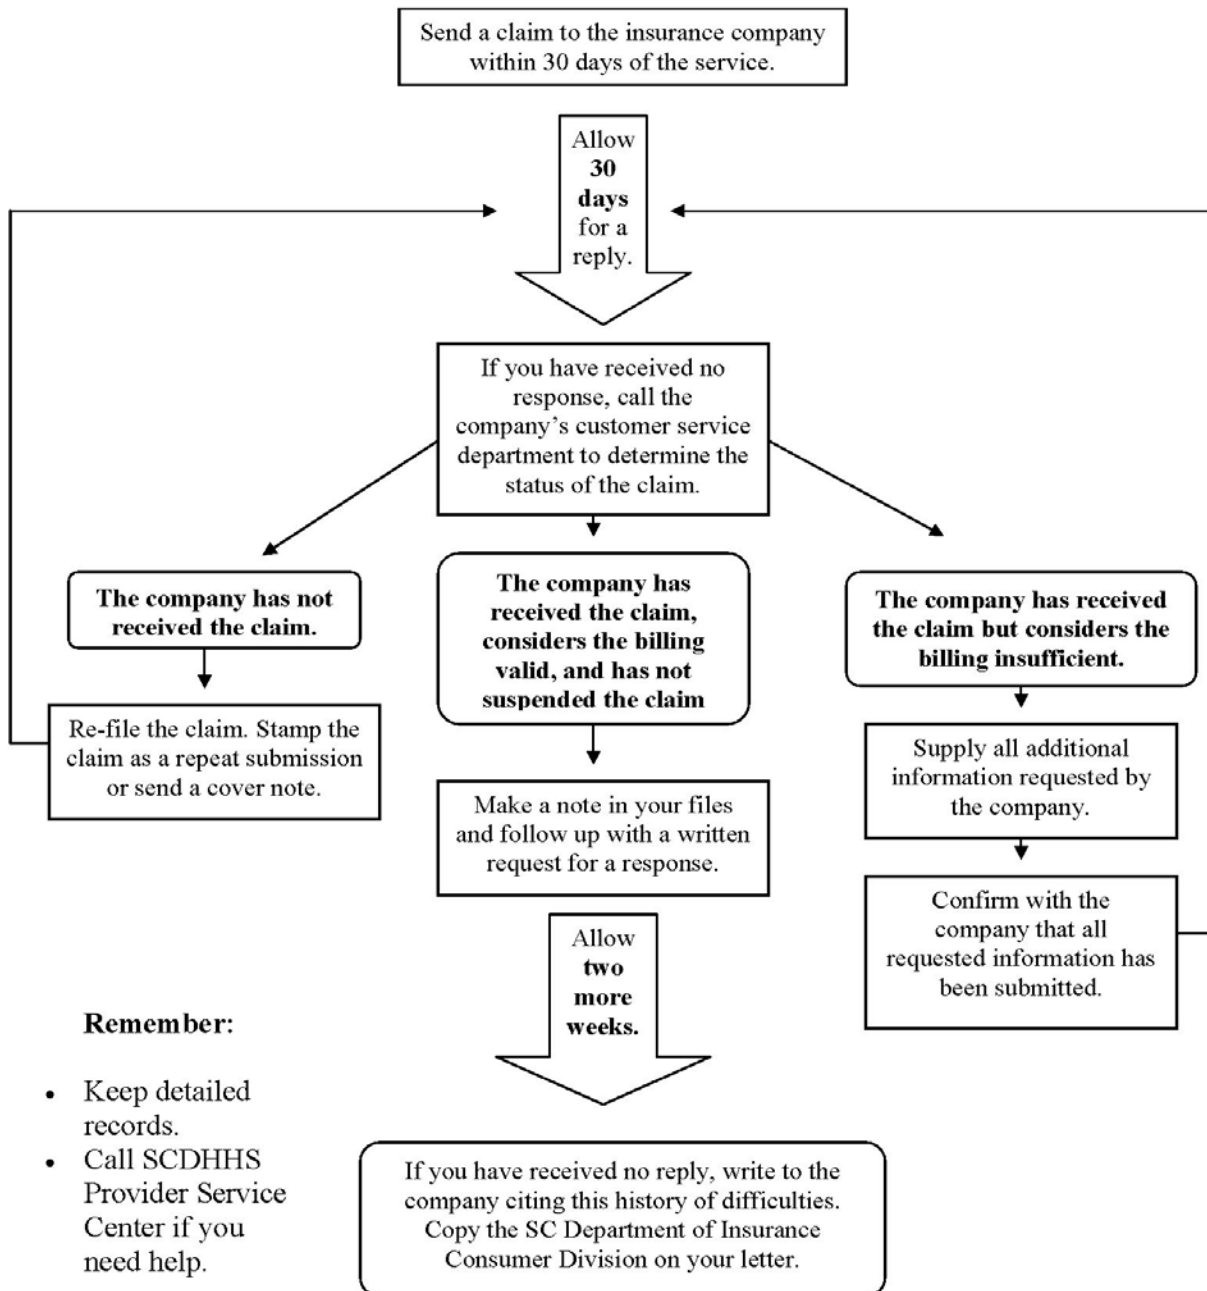 Send a claim to the insurance company
within 30 days of the service.
Allow
30
days
for a
reply.
If you have received no
response, call the
company’s customer service
department to determine the
status of the claim.
The company has not
received the claim.
Re-file the claim. Stamp the
claim as a repeat submission
or send a cover note.
The company has
received the claim,
considers the billing
valid, and has not
suspended the claim
Make a note in your files
and follow up with a written
request for a response.
Allow
two
more
weeks.
The company has received
the claim but considers the
billing insufficient.
Supply all additional
information requested by
the company.
Confirm with the
company that all
requested information has
been submitted.
Remember:
• Keep detailed
records.
• Call SCDHHS
Provider Service
Center if you
need help.
If you have received no reply, write to the
company citing this history of difficulties.
Copy the SC Department of Insurance
Consumer Division on your letter.